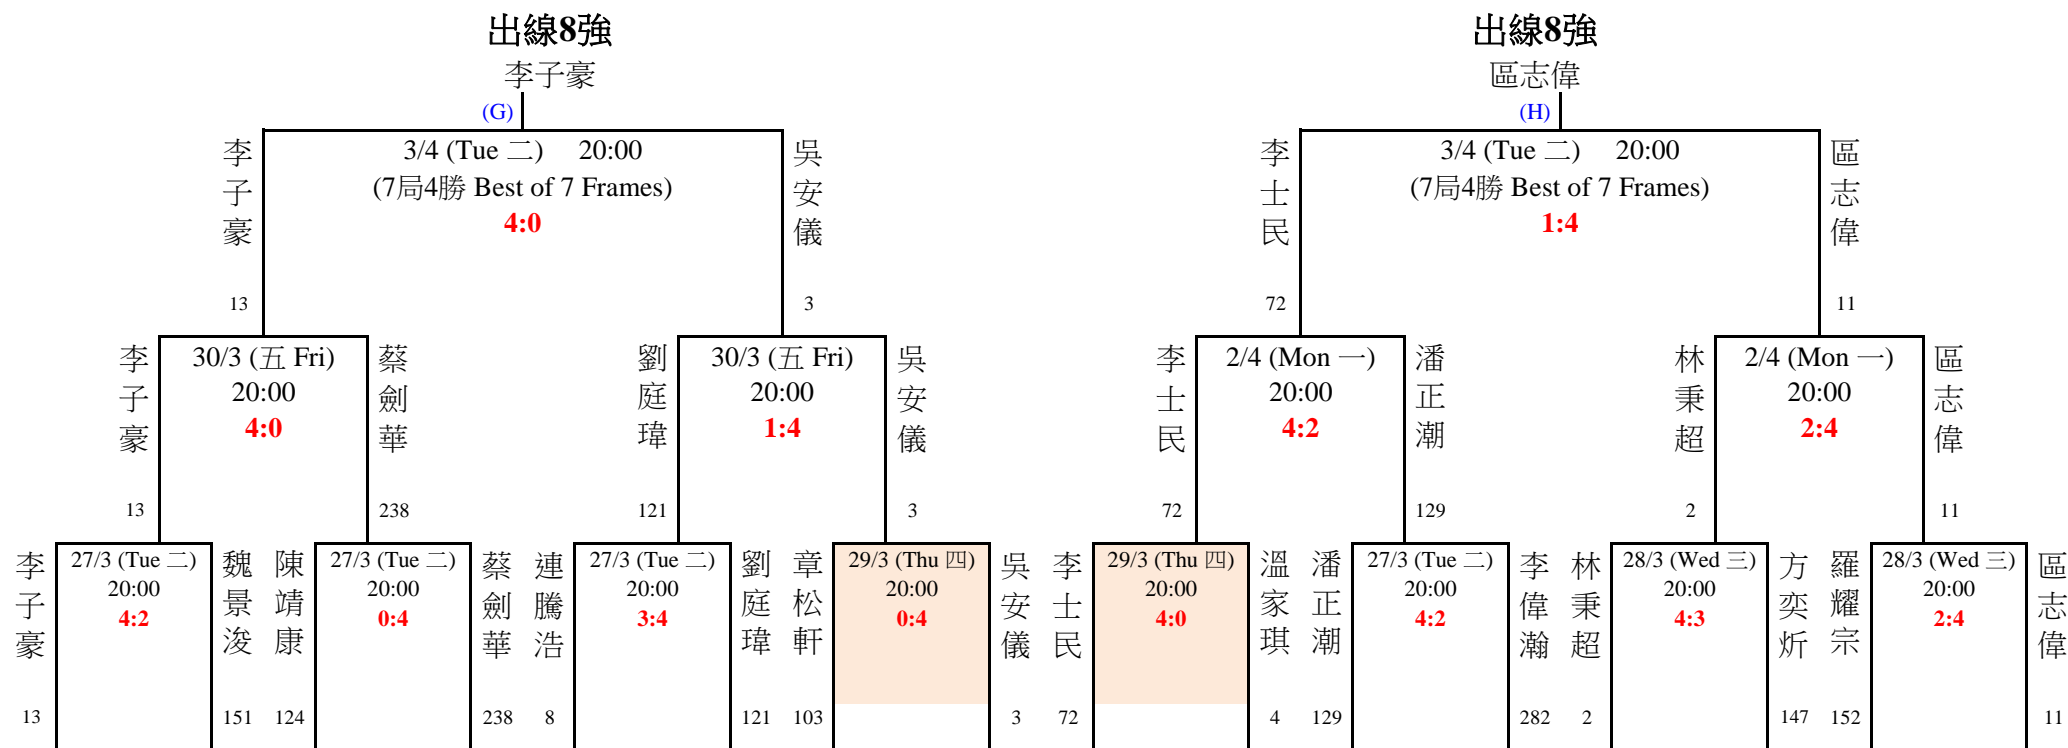 出線8強
李子豪
(G)
3/4 (Tue 二) 20:00
(7局4勝 Best of 7 Frames)
4:0
李子豪
13
吳安儀
3
30/3 (五 Fri)
20:00
4:0
李子豪
13
蔡劍華
238
30/3 (五 Fri)
20:00
1:4
劉庭瑋
121
吳安儀
3
李子豪
13
27/3 (Tue 二)
20:00
4:2
魏景浚
151
陳靖康
124
27/3 (Tue 二)
20:00
0:4
蔡劍華
238
連騰浩
8
27/3 (Tue 二)
20:00
3:4
劉庭瑋
121
章松軒
103
29/3 (Thu 四)
20:00
0:4
吳安儀
3
出線8強
區志偉
(H)
3/4 (Tue 二) 20:00
(7局4勝 Best of 7 Frames)
1:4
李士民
72
區志偉
11
2/4 (Mon 一)
20:00
4:2
李士民
72
潘正潮
129
2/4 (Mon 一)
20:00
2:4
林秉超
2
區志偉
11
李士民
72
29/3 (Thu 四)
20:00
4:0
溫家琪
4
潘正潮
129
27/3 (Tue 二)
20:00
4:2
李偉瀚
282
林秉超
2
28/3 (Wed 三)
20:00
4:3
方奕炘
147
羅耀宗
152
28/3 (Wed 三)
20:00
2:4
區志偉
11